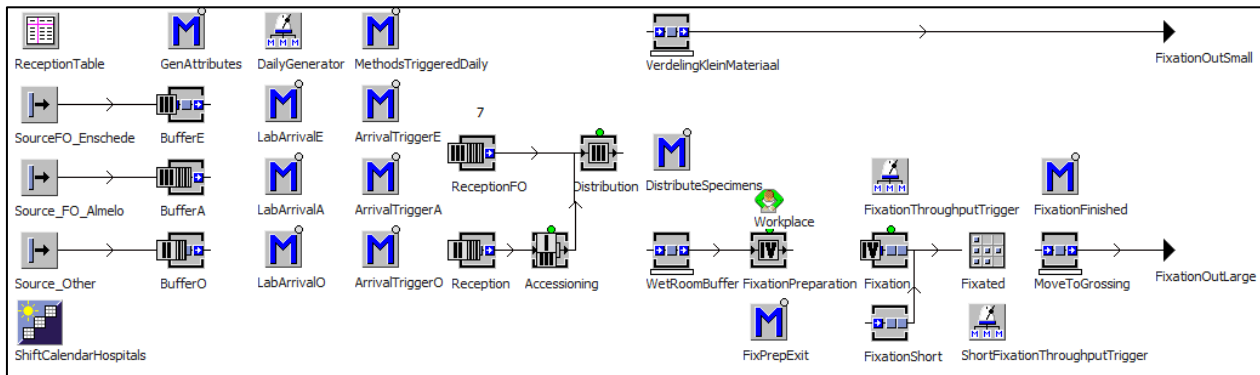 ReceptionTable GenAttributes DailyGenerator MethodsTriggeredDaily VerdelingKleinMateriaal FixationOutSmall
SourceFO_Enschede BufferE LabArrivalE ArrivalTriggerE
7
ReceptionFO Distribution DistributeSpecimens
Source_FO_Almelo BufferA LabArrivalA ArrivalTriggerA
Workplace FixationThroughputTrigger FixationFinished
Source_Other BufferO LabArrivalO ArrivalTriggerO Reception Accessioning WetRoomBuffer FixationPreparation Fixation Fixated MoveToGrossing FixationOutLarge
ShiftCalendarHospitals FixPrepExit FixationShort ShortFixationThroughputTrigger